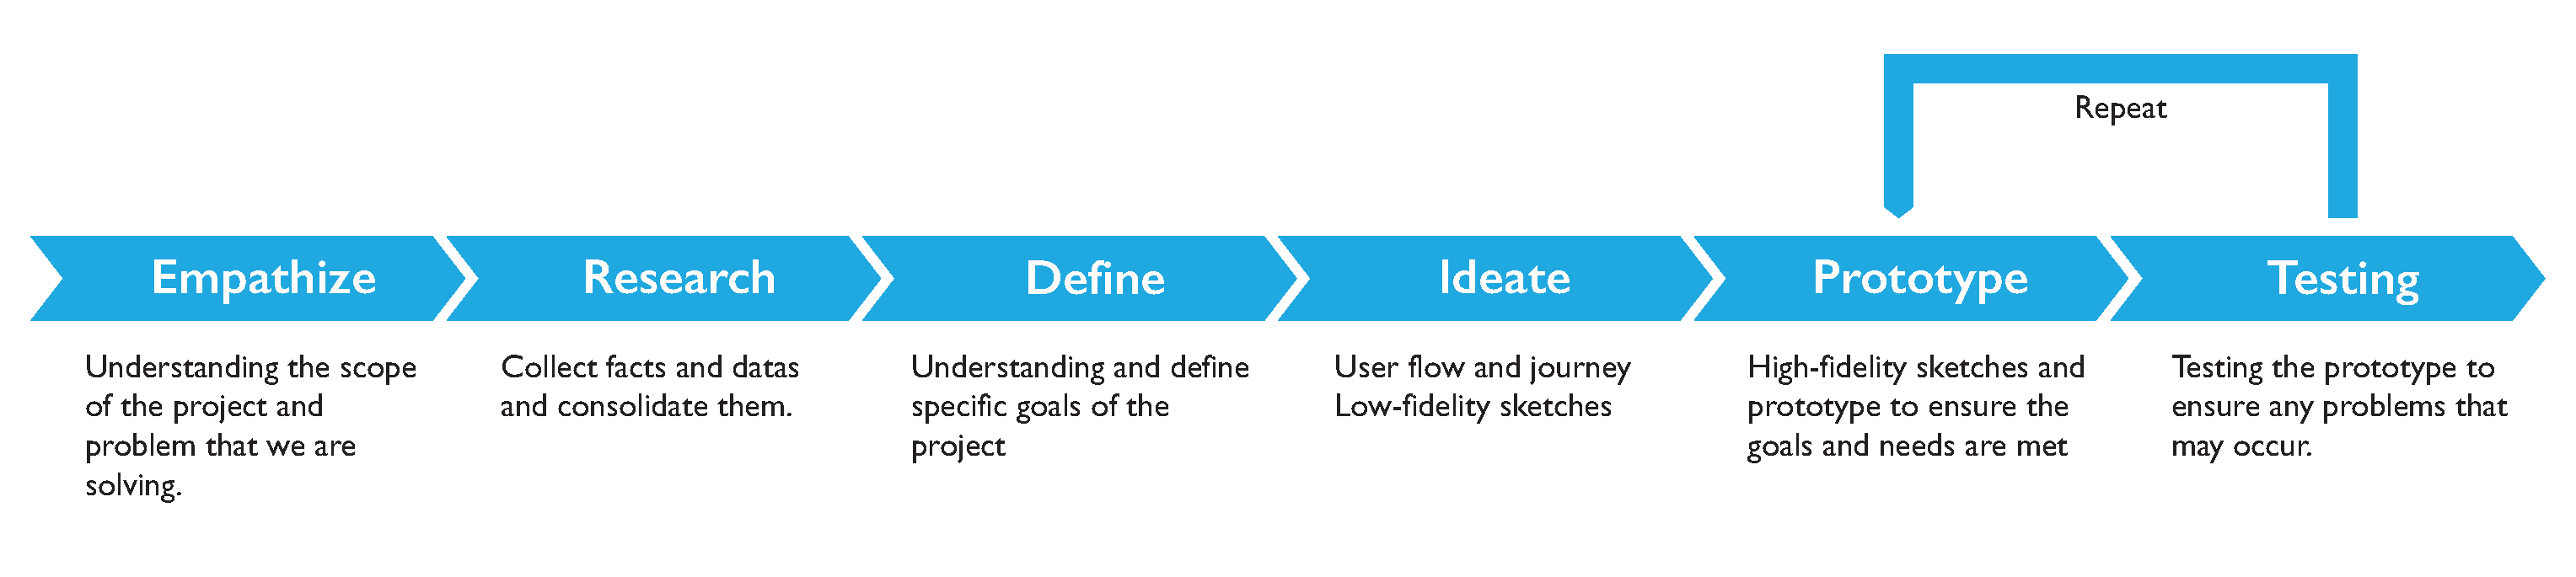 Repeat
Empathize
Research
Define
Ideate
Prototype
Testing
Understanding the scope
of the project and
problem that we are
solving.
Collect facts and datas
and consolidate them.
Understanding and define
specific goals of the
project
User flow and journey
Low-fidelity sketches
High-fidelity sketches and
prototype to ensure the
goals and needs are met
Testing the prototype to
ensure any problems that
may occur.